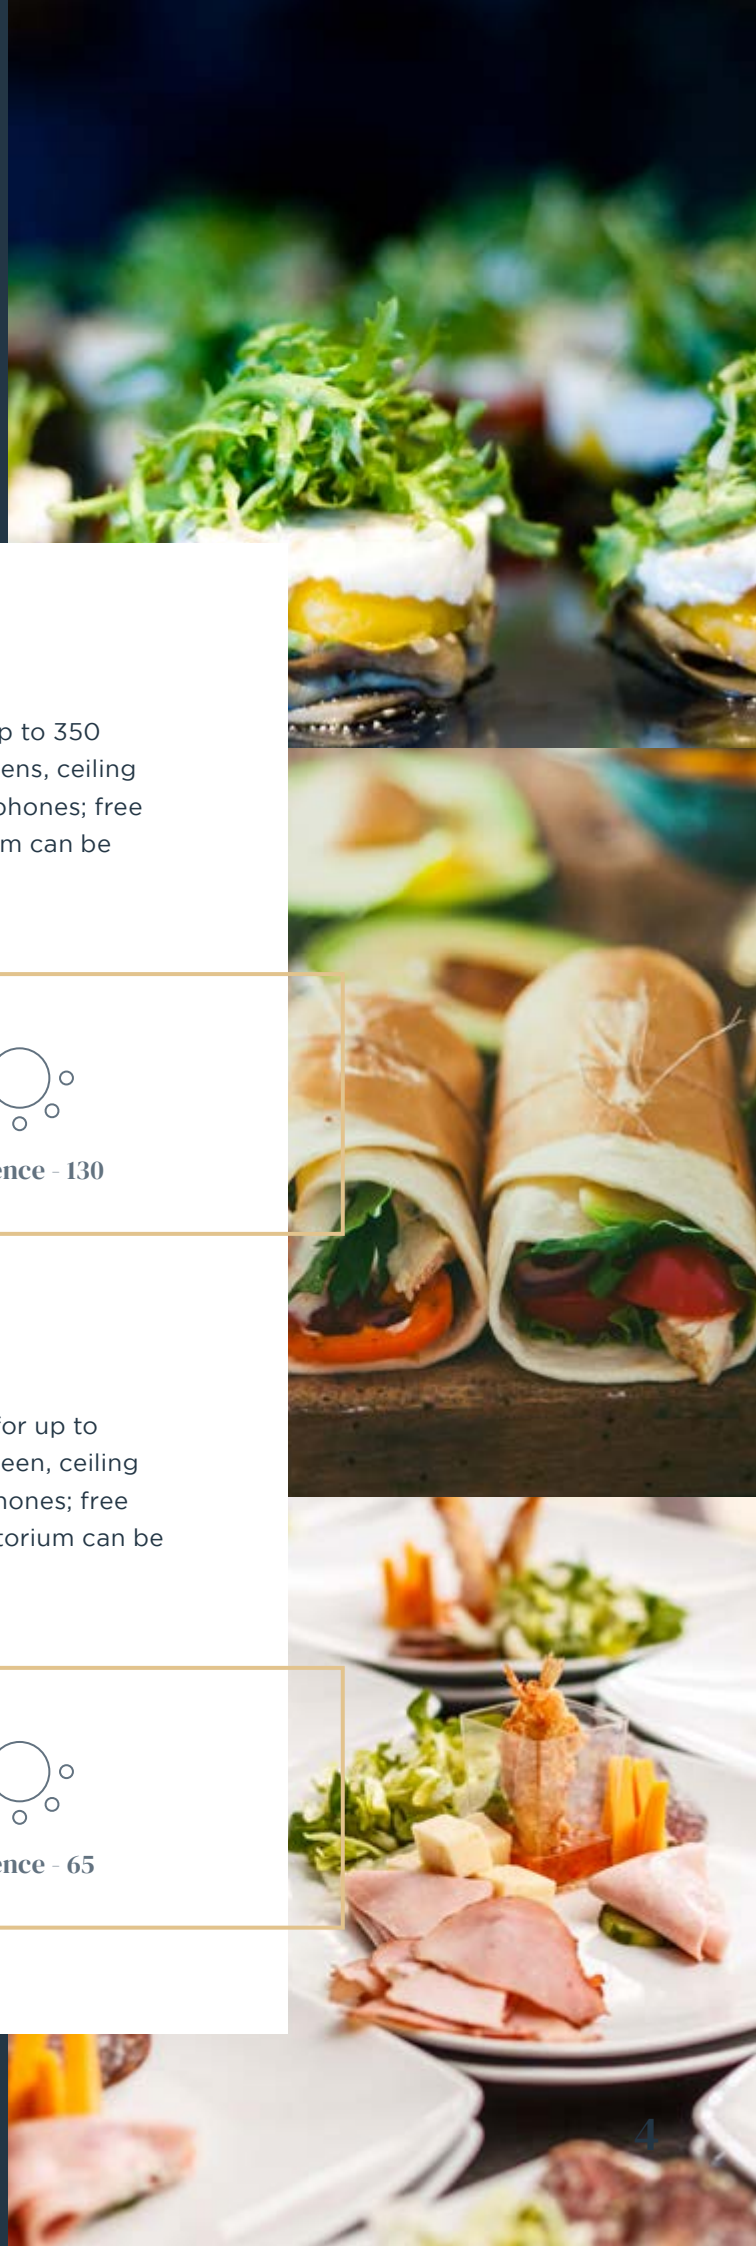 p to 350
ens, ceiling
phones; free
m can be
ence - 130
for up to
een, ceiling
hones; free
torium can be
ence - 65
4